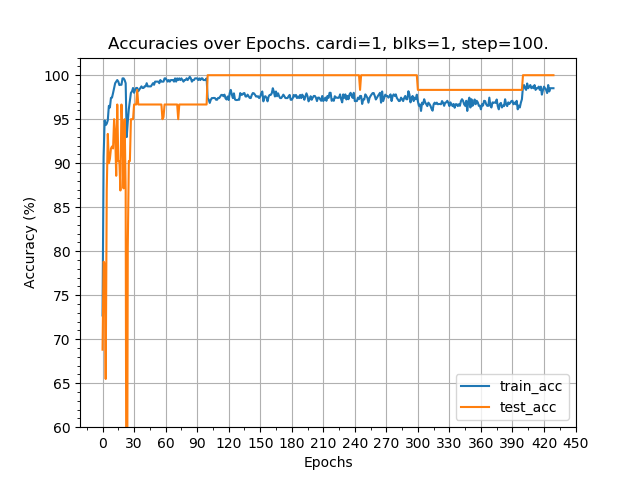 Accuracies over Epochs. cardi=1, blks=1, step=100.
100
95
90
85
80
75
70
65
60
Accuracy (%)
0 30 60 90 120 150 180 210 240 270 300 330 360 390 420 450
Epochs
train_acc
test_acc